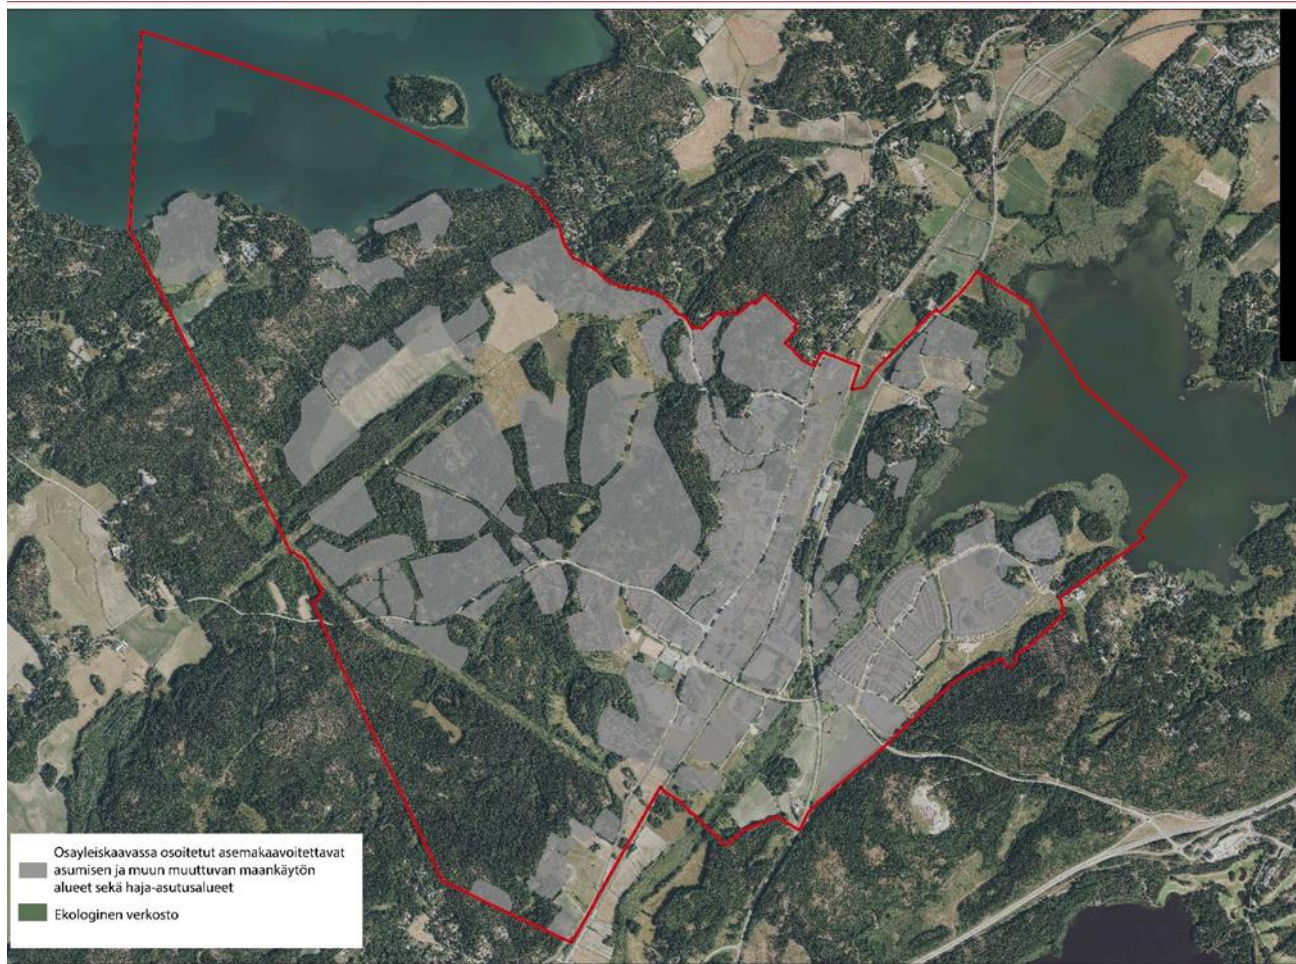 Osayleiskaavassa osoitetut asemakaavoitettavat
asumisen ja muun muuttuvan maankäytön
alueet sekä haja-asutusalueet
Ekologinen verkosto